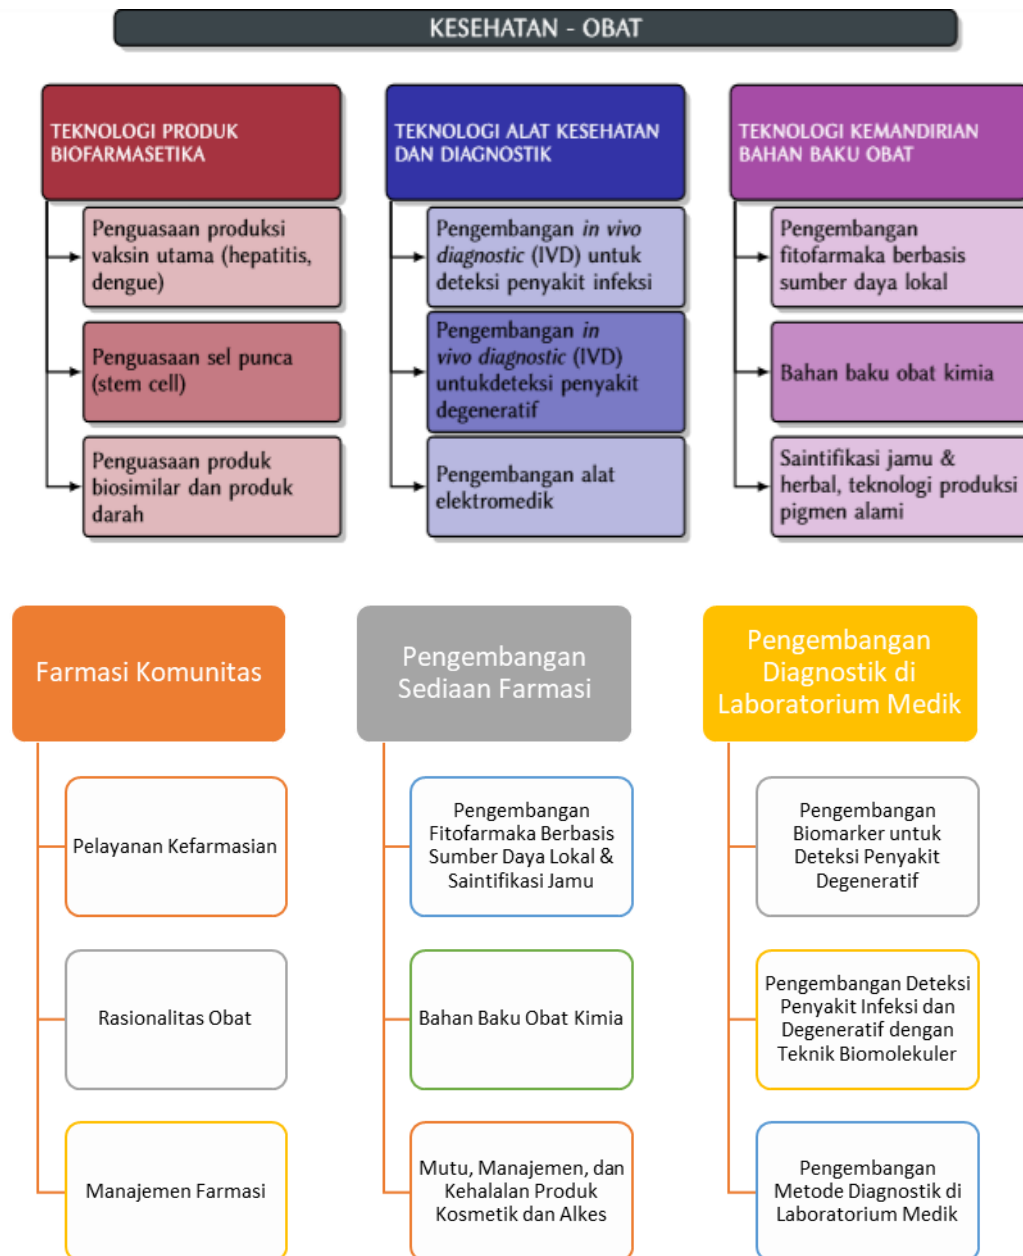 KESEHATAN - OBAT
TEKNOLOGI PRODUK
BIOFARMASETIKA
Penguasaan produksi
vaksin utama (hepatitis,
dengue)
Penguasaan sel punca
(stem cell)
Penguasaan produk
biosimilar dan produk
darah
TEKNOLOGI ALAT KESEHATAN
DAN DIAGNOSTIK
Pengembangan in vivo
diagnostic (IVD) untuk
deteksi penyakit infeksi
Pengembangan in
vivo diagnostic (IVD)
untukdeteksi penyakit
degeneratif
Pengembangan alat
elektromedik
TEKNOLOGI KEMANDIRIAN
BAHAN BAKU OBAT
Pengembangan
fitofarmaka berbasis
sumber daya lokal
Bahan baku obat kimia
Saintifikasi jamu &
herbal, teknologi produksi
pigmen alami
Farmasi Komunitas
Pelayanan Kefarmasian
Rasionalitas Obat
Manajemen Farmasi
Pengembangan
Sediaan Farmasi
Pengembangan
Fitofarmaka Berbasis
Sumber Daya Lokal &
Saintifikasi Jamu
Bahan Baku Obat Kimia
Mutu, Manajemen, dan
Kehalalan Produk
Kosmetik dan Alkes
Pengembangan
Diagnostik di
Laboratorium Medik
Pengembangan
Biomarker untuk
Deteksi Penyakit
Degeneratif
Pengembangan Deteksi
Penyakit Infeksi dan
Degeneratif dengan
Teknik Biomolekuler
Pengembangan
Metode Diagnostik di
Laboratorium Medik